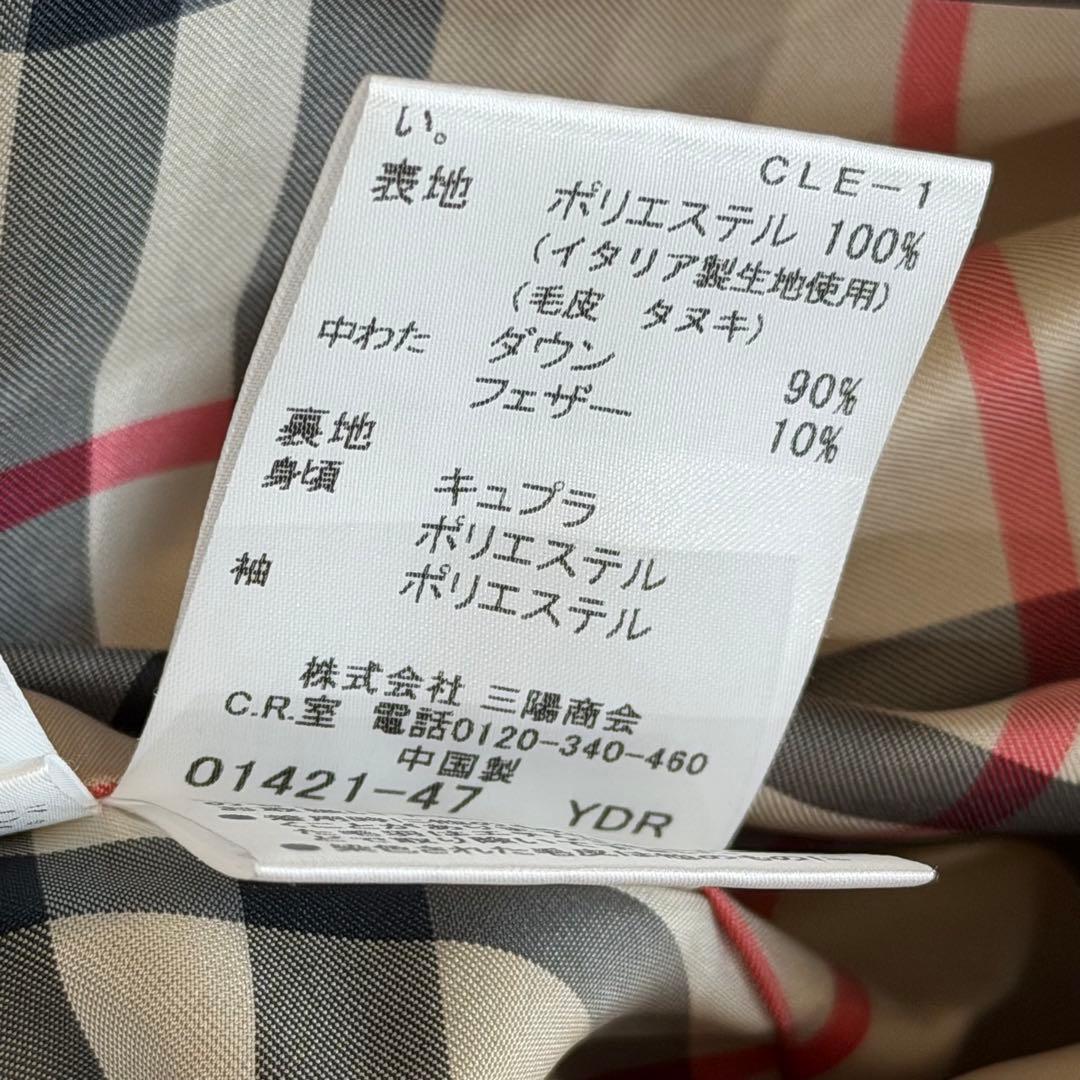 い。
CLE-1
表地 ポリエステル 100%
(イタリア製生地使用)
(毛皮 タヌキ)
中わた ダウン 90%
フェザー 10%
裏地
身頃 キュプラ
ポリエステル
袖 ポリエステル
株式会社 三陽商会
C.R.室 電話0120-340-460
中国製
01421-47 YDR